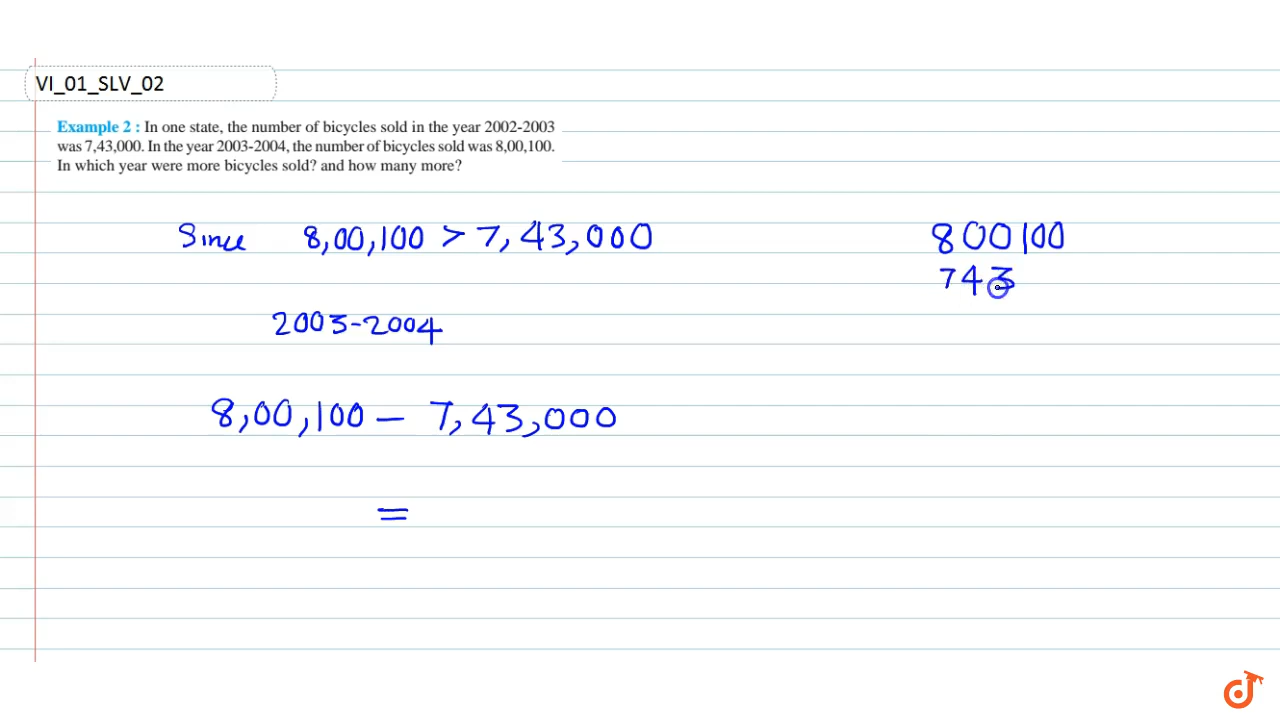 VI_01_SLV_02
Example 2 : In one state, the number of bicycles sold in the year 2002-2003
was 7,43,000. In the year 2003-2004, the number of bicycles sold was 8,00,100.
In which year were more bicycles sold? and how many more?
Since 8,00,100 > 7,43,000
800100
743
2003-2004
8,00,100 - 7,43,000
=